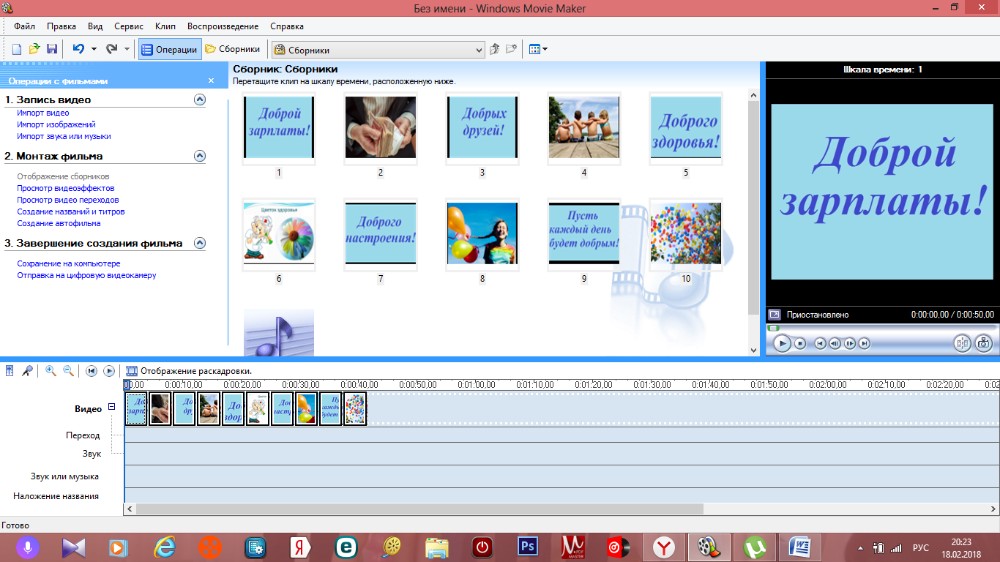 Без имени - Windows Movie Maker
Файл Правка Вид Сервис Клип Воспроизведение Справка
Операции Сборники Сборники
Операции с фильмами
1. Запись видео
Импорт видео
Импорт изображений
Импорт звука или музыки
2. Монтаж фильма
Отображение сборников
Просмотр видеоэффектов
Просмотр видео переходов
Создание названий и титров
Создание автофильма
3. Завершение создания фильма
Сохранение на компьютере
Отправка на цифровую видеокамеру
Сборник: Сборники
Перетащите клип на шкалу времени, расположенную ниже.
Доброй
зарплаты!
Добрых
друзей!
Доброго
здоровья!
1 2 3 4 5
Цветок здоровья
Доброго
настроения!
Пусть
каждый день
будет добрым!
6 7 8 9 10
Шкала времени: 1
Доброй
зарплаты!
Приостановлено 0:00:00,00 / 0:00:50,00
Отображение раскадровки.
00,00 0:00:10,00 0:00:20,00 0:00:30,00 0:00:40,00 0:00:50,00 0:01:00,00 0:01:10,00 0:01:20,00 0:01:30,00 0:01:40,00 0:01:50,00 0:02:00,00 0:02:10,00 0:02:20,00 0:02
Видео
Переход
Звук
Звук или музыка
Наложение названия
Готово
Я
e
Ps
PDF
MASTER
Y
W
РУС
20:23
18.02.2018